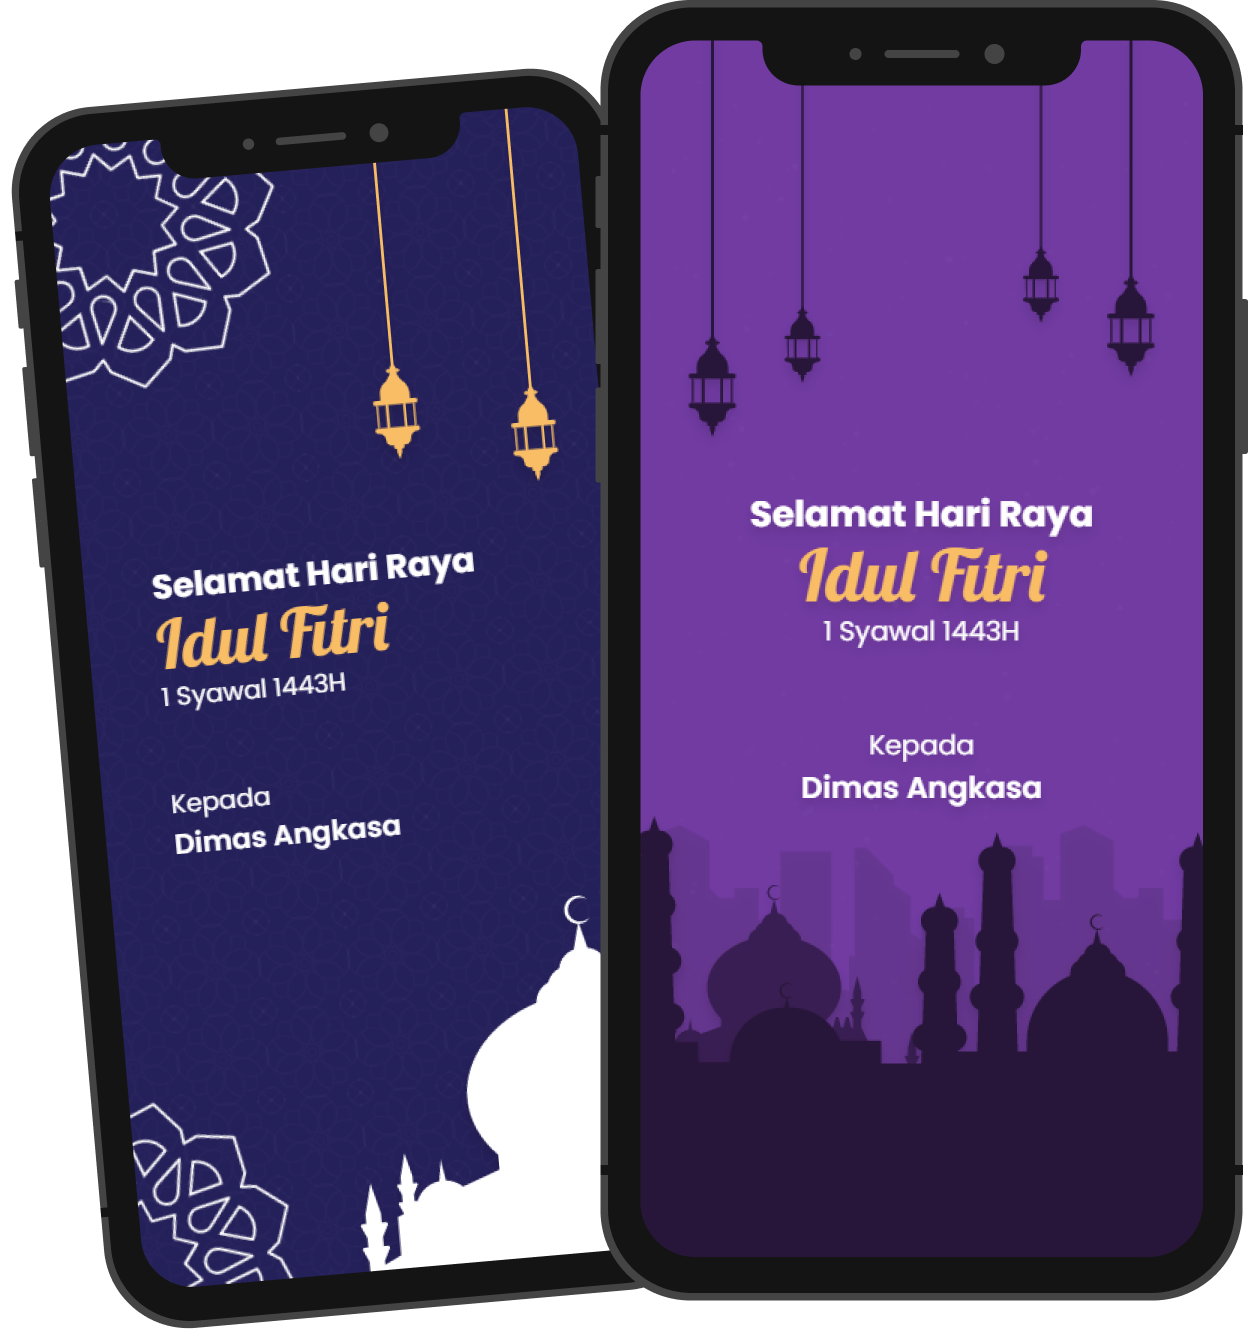 Selamat Hari Raya
Idul Fitri
1 Syawal 1443H
Kepada
Dimas Angkasa
Selamat Hari Raya
Idul Fitri
1 Syawal 1443H
Kepada
Dimas Angkasa